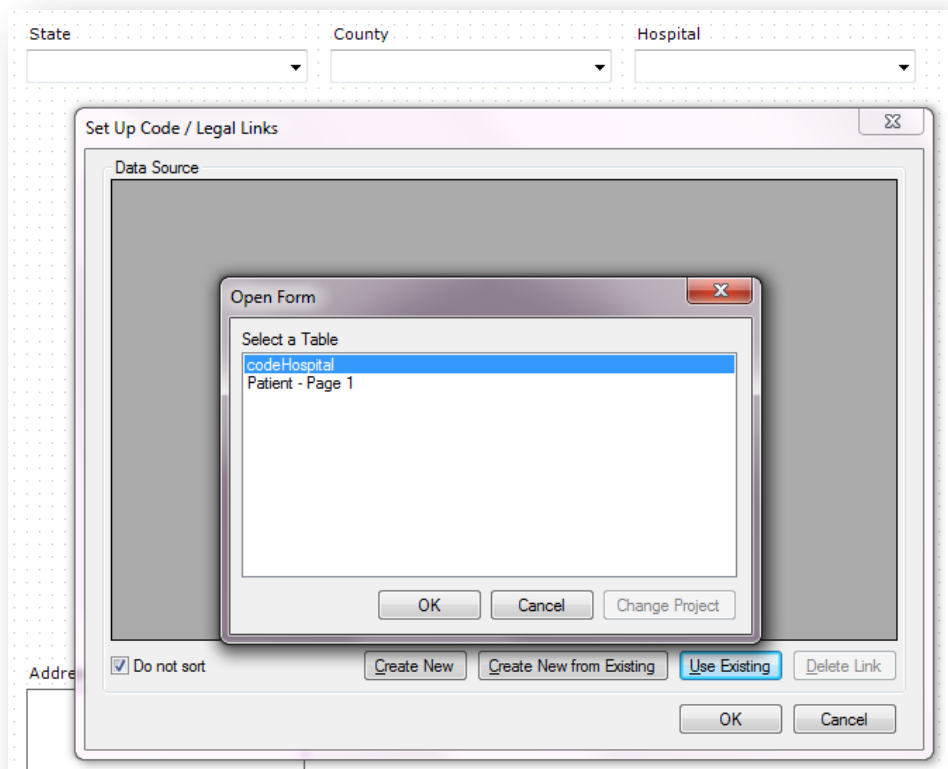 State County Hospital
Set Up Code / Legal Links
Data Source
Open Form
Select a Table
codeHospital
Patient - Page 1
OK Cancel Change Project
Do not sort Create New Create New from Existing Use Existing Delete Link
Addre
OK Cancel